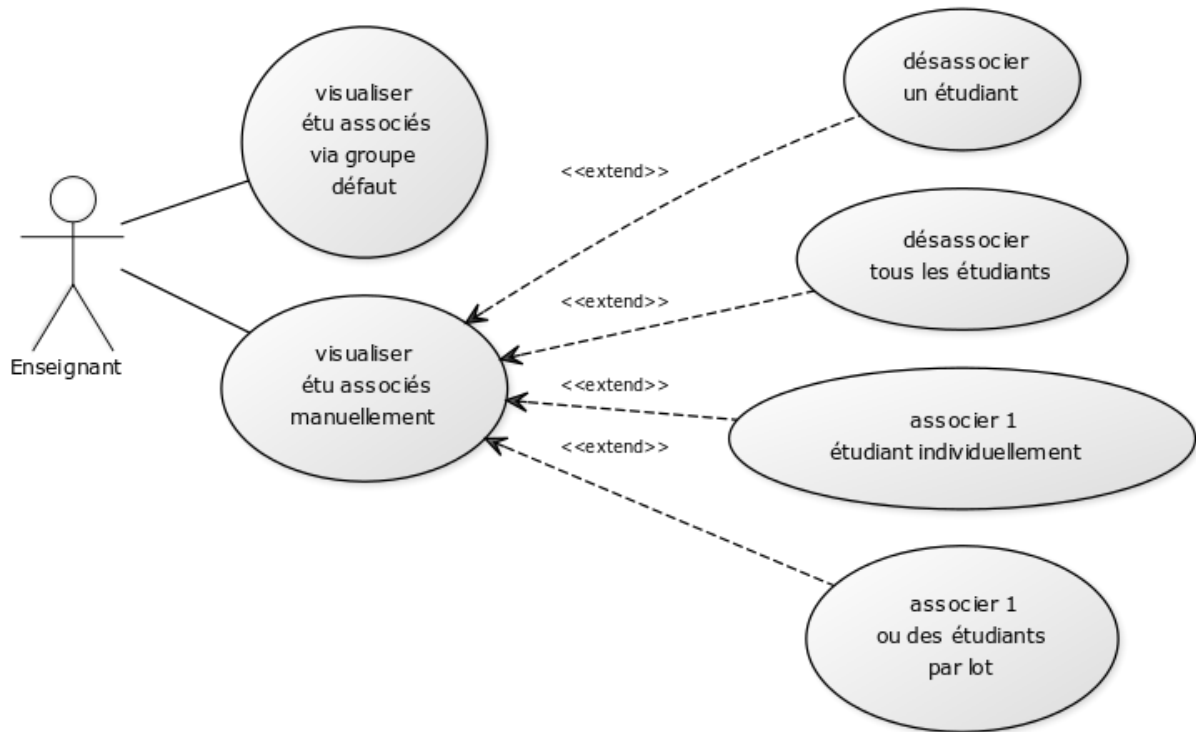 visualiser
étu associés
via groupe
défaut
Enseignant
visualiser
étu associés
manuellement
<<extend>>
<<extend>>
<<extend>>
<<extend>>
désassocier
un étudiant
désassocier
tous les étudiants
associer 1
étudiant individuellement
associer 1
ou des étudiants
par lot